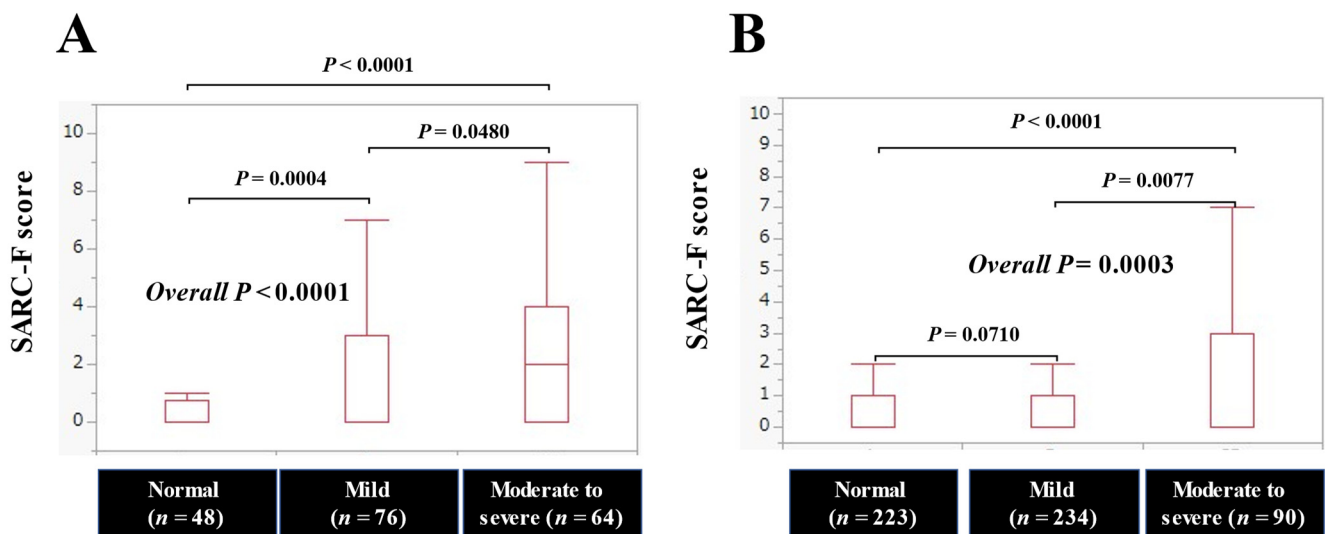 A
P < 0.0001
P = 0.0480
P = 0.0004
Overall P < 0.0001
SARC-F score
10
8
6
4
2
0
Normal
(n = 48)
Mild
(n = 76)
Moderate to
severe (n = 64)
B
P < 0.0001
P = 0.0077
Overall P = 0.0003
P = 0.0710
SARC-F score
10
9
8
7
6
5
4
3
2
1
0
Normal
(n = 223)
Mild
(n = 234)
Moderate to
severe (n = 90)